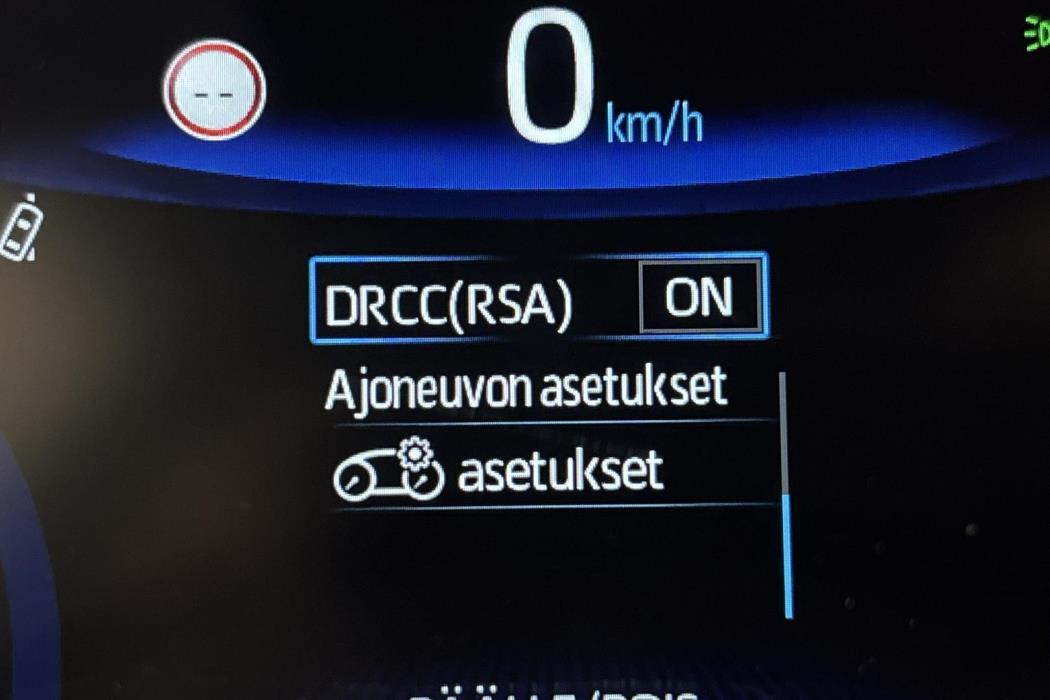 --
0 km/h
DRCC(RSA) ON
Ajoneuvon asetukset
asetukset